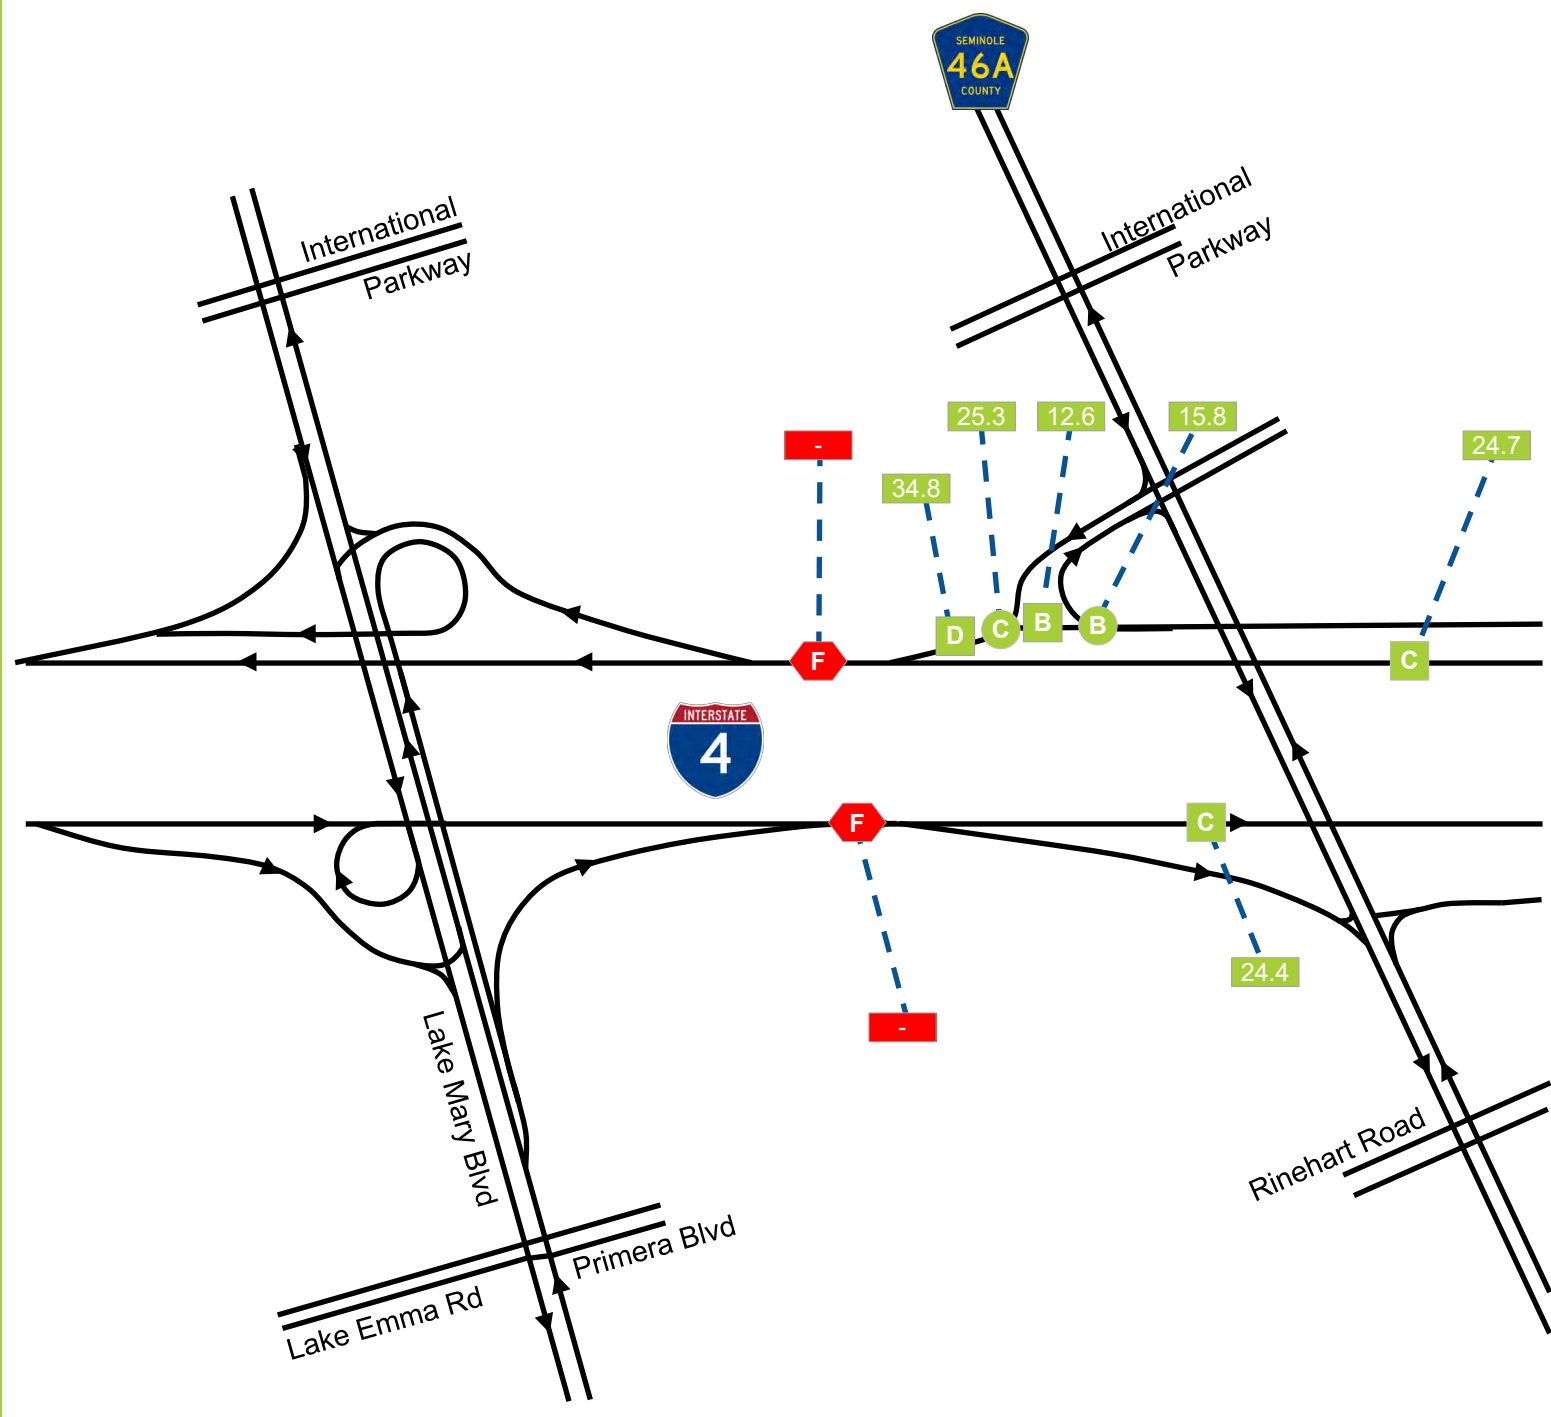 SEMINOLE
46A
COUNTY
International
Parkway
International
Parkway
25.3
12.6
15.8
-
24.7
34.8
D
C
B
B
F
C
INTERSTATE
4
F
C
24.4
-
Lake Mary Blvd
Rinehart Road
Primera Blvd
Lake Emma Rd